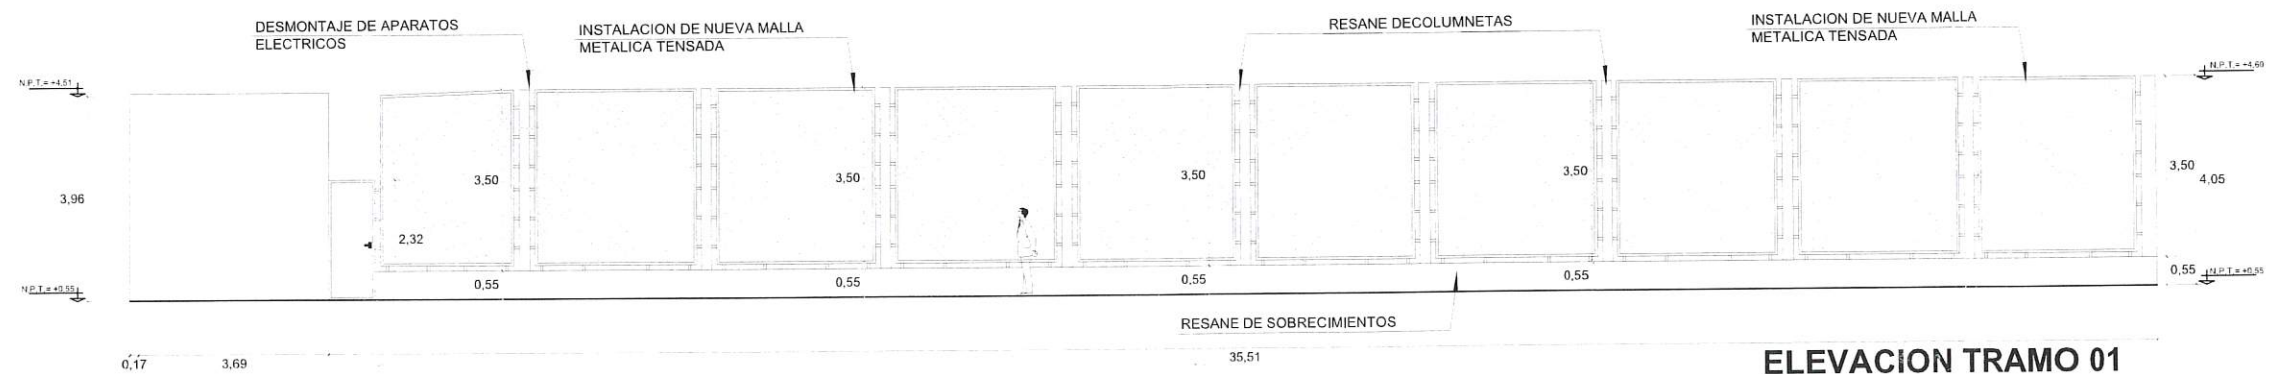 DESMONTAJE DE APARATOS
ELECTRICOS
INSTALACION DE NUEVA MALLA
METALICA TENSADA
RESANE DECOLUMNETAS
INSTALACION DE NUEVA MALLA
METALICA TENSADA
N.P.T.= +4,51
N.P.T.= +4,60
3,96
2,32
3,50
3,50
3,50
3,50
3,50
4,05
N.P.T.= +0,55
0,55
0,55
0,55
0,55
0,55
N.P.T.= +0,55
RESANE DE SOBRECIMIENTOS
0,17
3,69
35,51
ELEVACION TRAMO 01